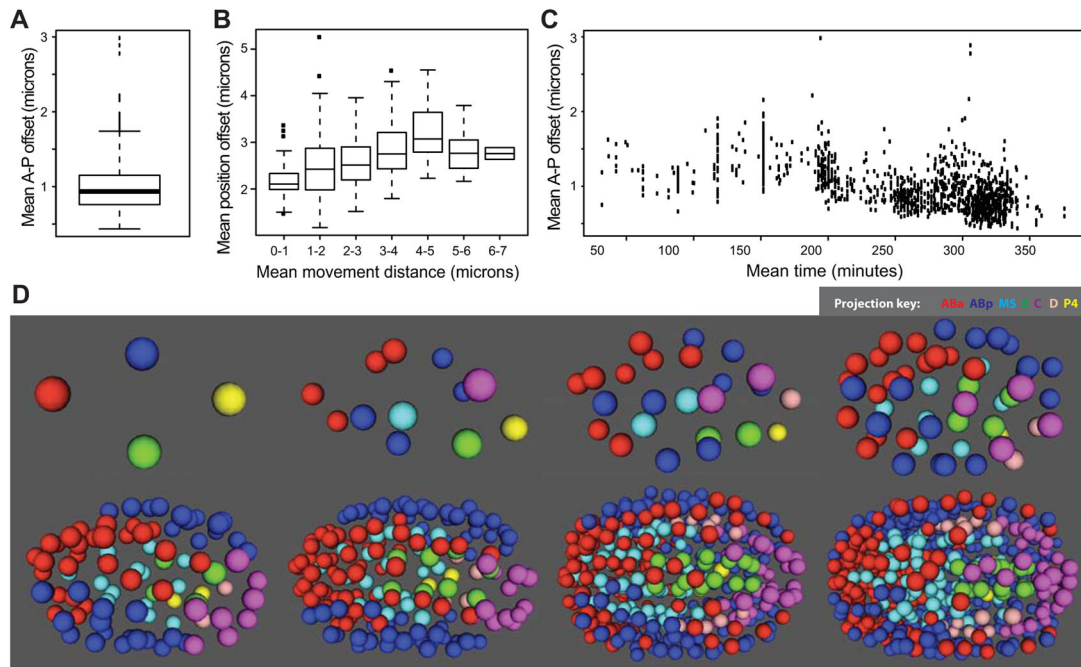 A
Mean A-P offset (microns)
3
2
1
B
Mean position offset (microns)
5
4
3
2
0-1 1-2 2-3 3-4 4-5 5-6 6-7
Mean movement distance (microns)
C
Mean A-P offset (microns)
3
2
1
50 100 150 200 250 300 350
Mean time (minutes)
D
Projection key: ABa ABp MS E C D P4